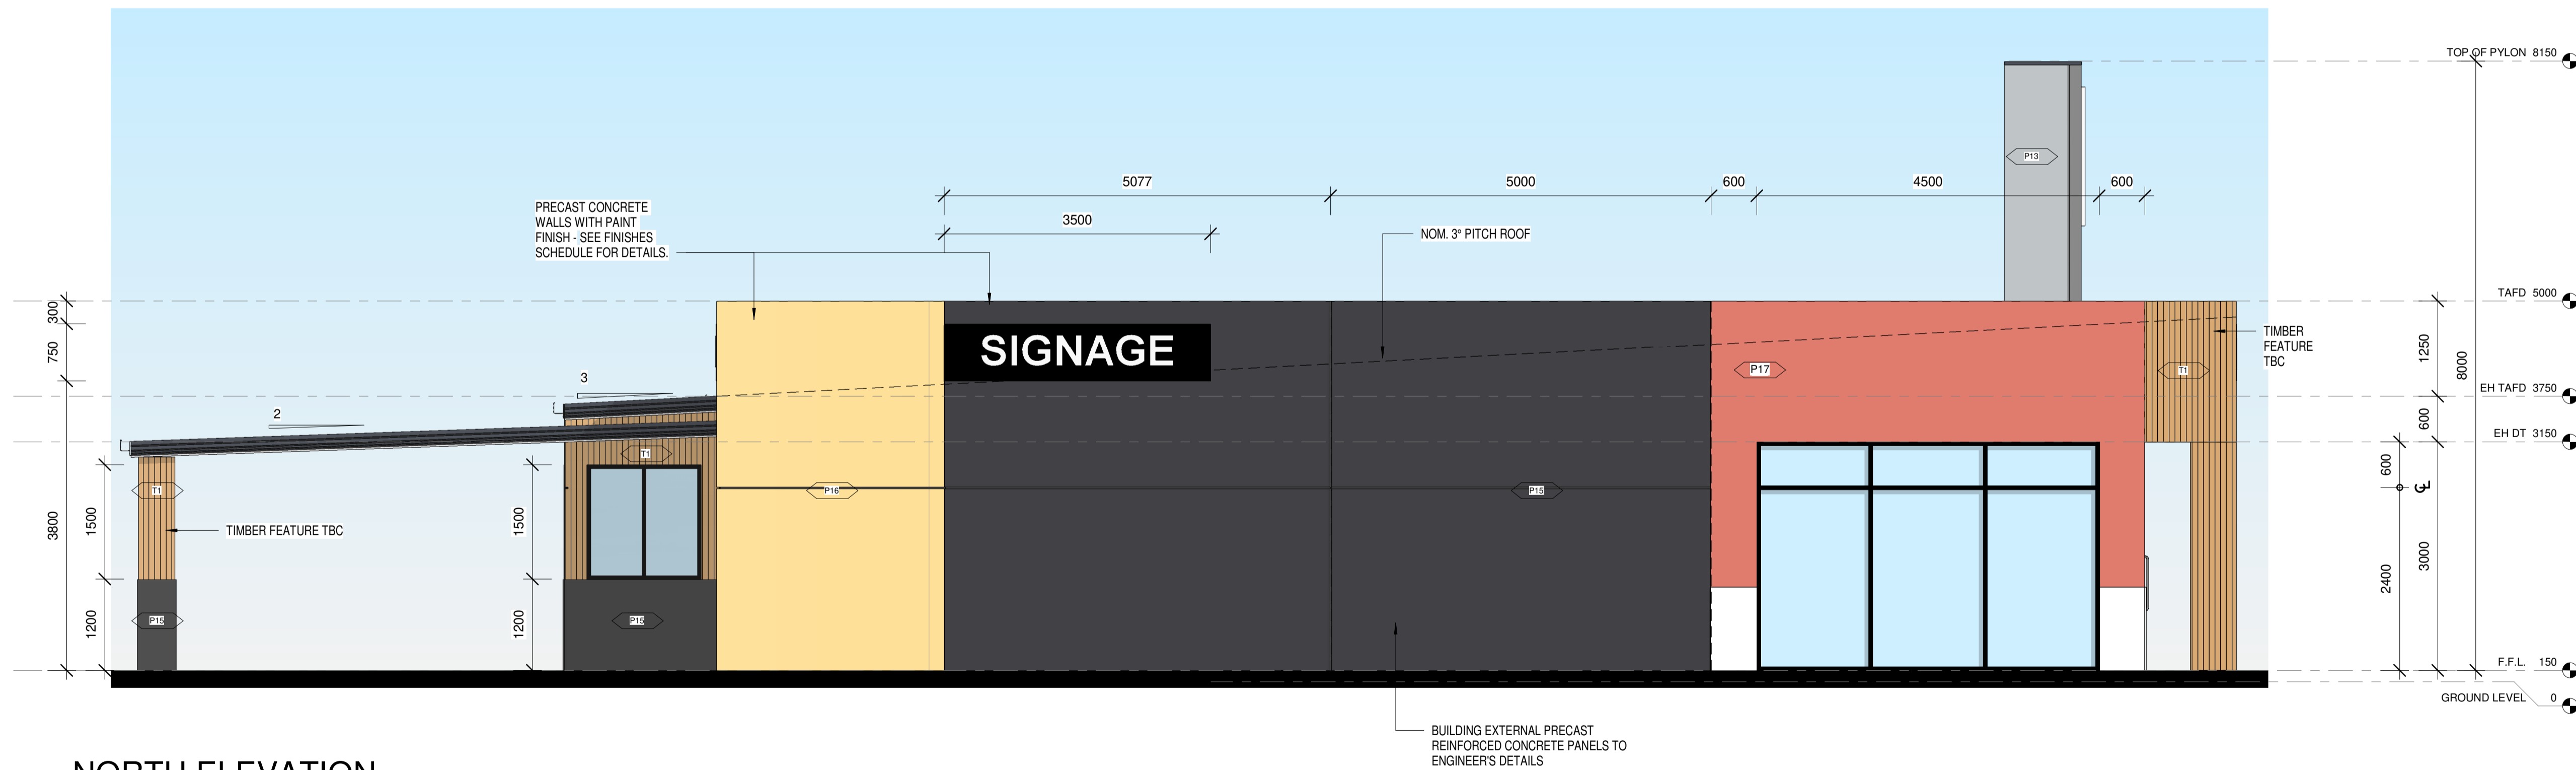 TOP OF PYLON 8150
P13
5077
5000
600
4500
600
3500
PRECAST CONCRETE
WALLS WITH PAINT
FINISH - SEE FINISHES
SCHEDULE FOR DETAILS.
NOM. 3° PITCH ROOF
300
750
3800
1500
1200
TAFD 5000
SIGNAGE
TIMBER
FEATURE
TBC
1250
8000
P17
T1
3
EH TAFD 3750
2
600
EH DT 3150
T1
600
T1
P16
P15
℄
1500
TIMBER FEATURE TBC
3000
2400
P15
P15
1200
F.F.L. 150
GROUND LEVEL 0
BUILDING EXTERNAL PRECAST
REINFORCED CONCRETE PANELS TO
ENGINEER'S DETAILS
NORTH ELEVATION